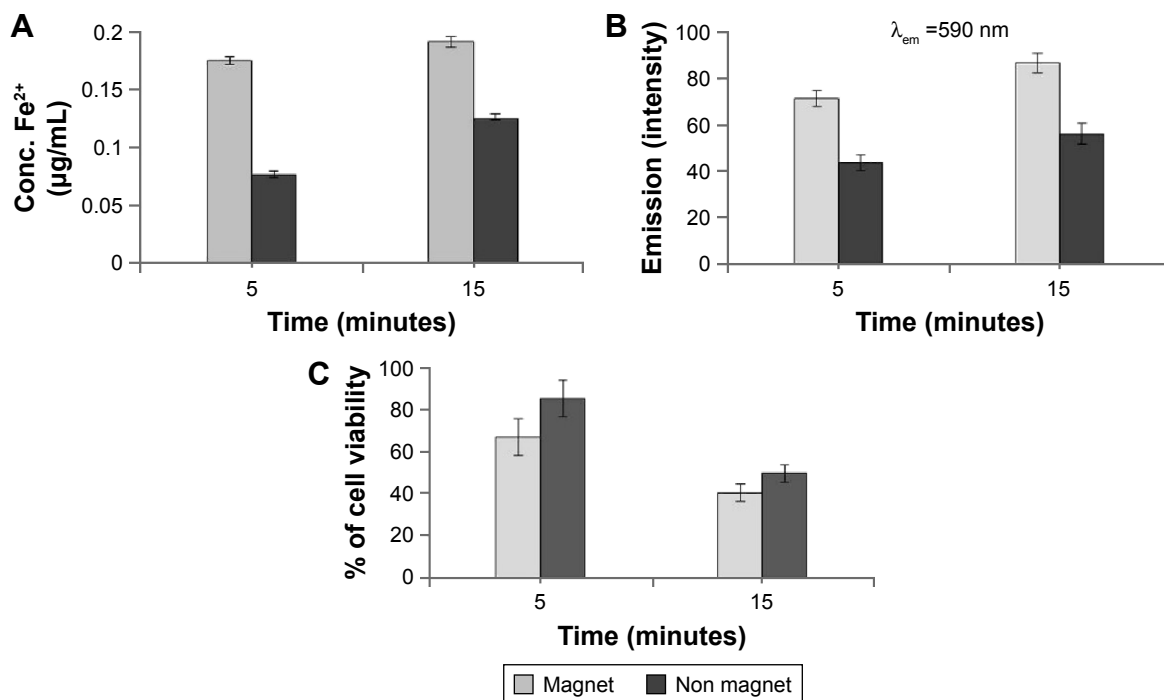 A
Conc. Fe²⁺
(µg/mL)
0.2
0.15
0.1
0.05
0
5
15
Time (minutes)
B
λem =590 nm
Emission (intensity)
100
80
60
40
20
0
5
15
Time (minutes)
C
% of cell viability
100
80
60
40
20
0
5
15
Time (minutes)
Magnet
Non magnet